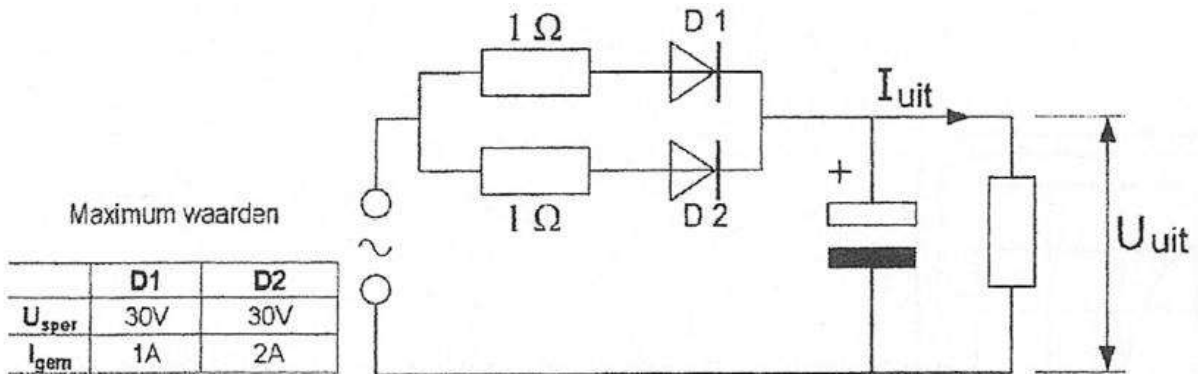 1 Ω
D 1
I uit
1 Ω
D 2
+
U uit
~
Maximum waarden
D1 D2
U sper 30V 30V
I gem 1A 2A